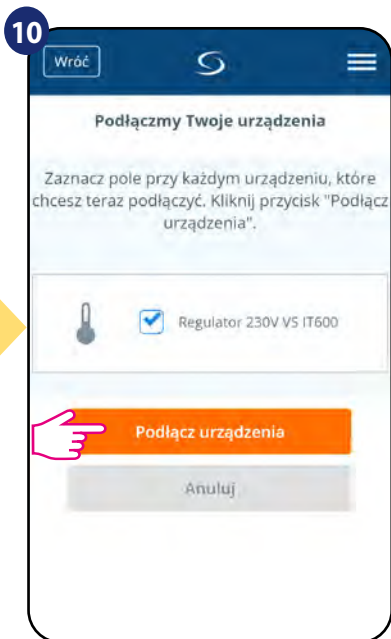 10
Wróć
Podłączmy Twoje urządzenia
Zaznacz pole przy każdym urządzeniu, które
chcesz teraz podłączyć. Kliknij przycisk "Podłącz
urządzenia".
Regulator 230V VS IT600
Podłącz urządzenia
Anuluj